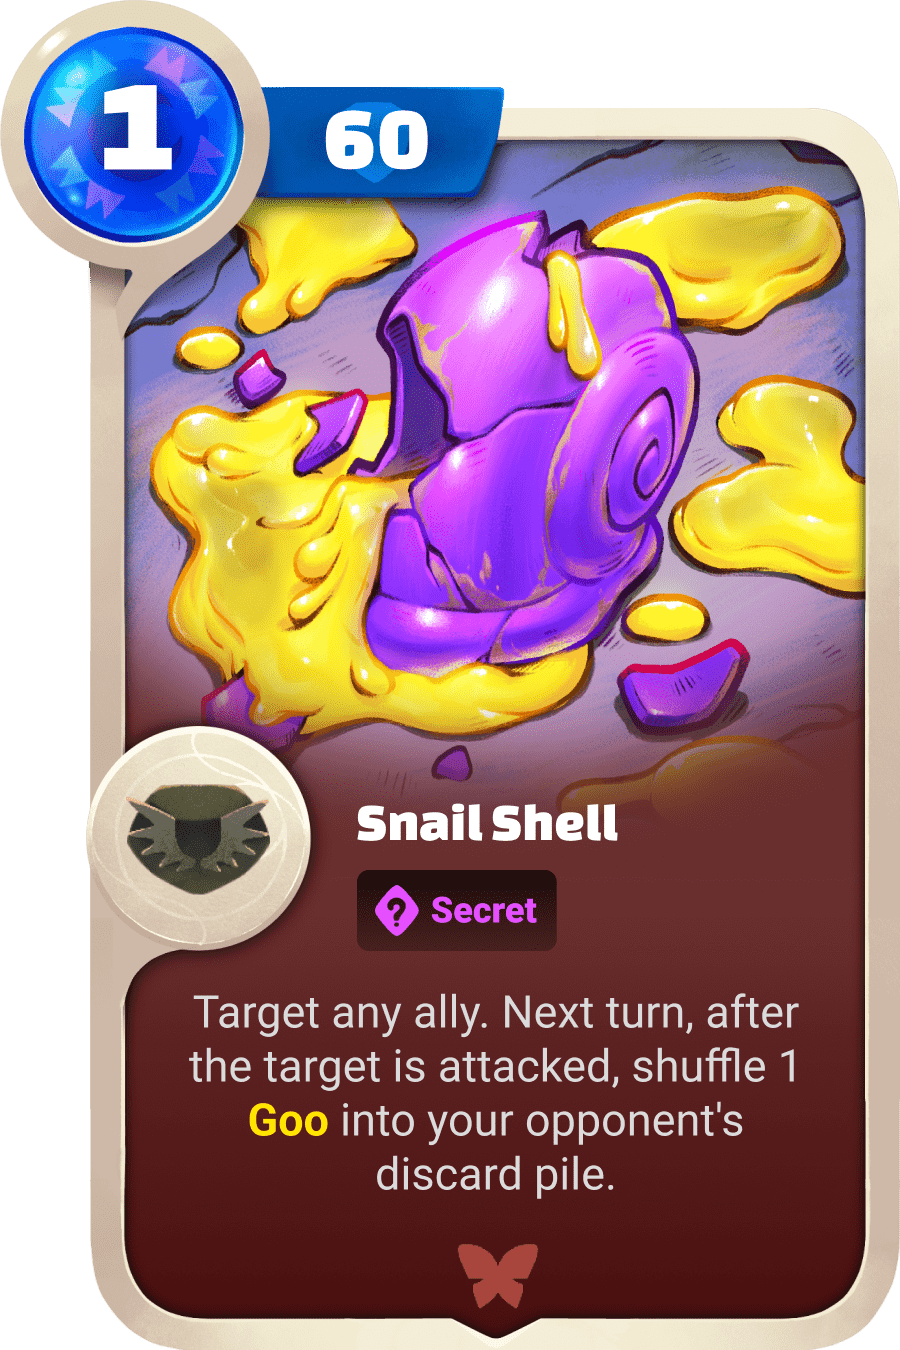 1
60
Snail Shell
Secret
Target any ally. Next turn, after
the target is attacked, shuffle 1
Goo into your opponent's
discard pile.